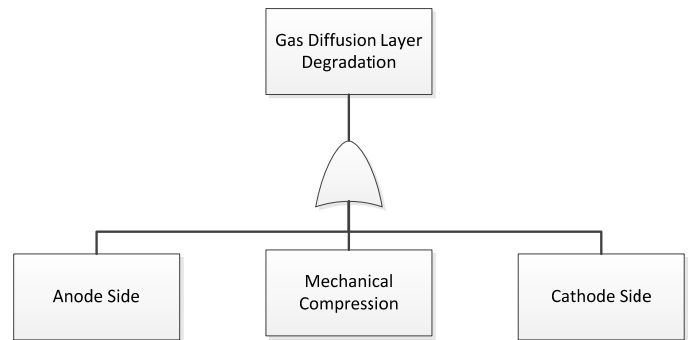 Gas Diffusion Layer
Degradation
Anode Side
Mechanical
Compression
Cathode Side